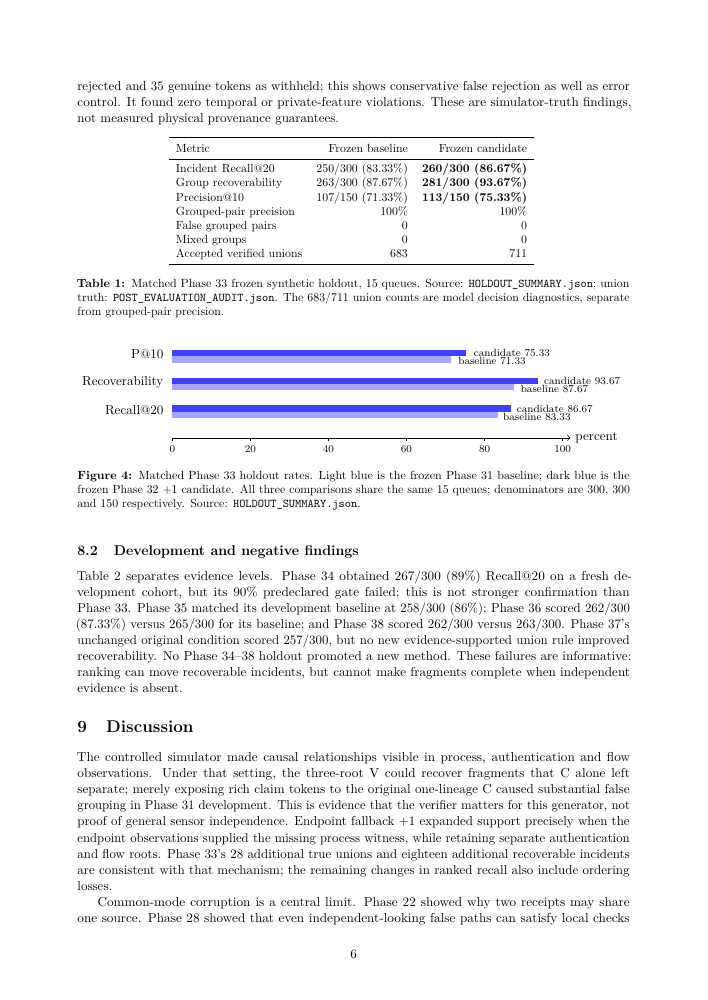 rejected and 35 genuine tokens as withheld; this shows conservative false rejection as well as error
control. It found zero temporal or private-feature violations. These are simulator-truth findings,
not measured physical provenance guarantees.
Metric Frozen baseline Frozen candidate
Incident Recall@20 250/300 (83.33%) 260/300 (86.67%)
Group recoverability 263/300 (87.67%) 281/300 (93.67%)
Precision@10 107/150 (71.33%) 113/150 (75.33%)
Grouped-pair precision 100% 100%
False grouped pairs 0 0
Mixed groups 0 0
Accepted verified unions 683 711
Table 1: Matched Phase 33 frozen synthetic holdout, 15 queues. Source: HOLDOUT_SUMMARY.json; union
truth: POST_EVALUATION_AUDIT.json. The 683/711 union counts are model decision diagnostics, separate
from grouped-pair precision.
P@10 candidate 75.33
baseline 71.33
Recoverability candidate 93.67
baseline 87.67
Recall@20 candidate 86.67
baseline 83.33
percent
0 20 40 60 80 100
Figure 4: Matched Phase 33 holdout rates. Light blue is the frozen Phase 31 baseline; dark blue is the
frozen Phase 32 +1 candidate. All three comparisons share the same 15 queues; denominators are 300, 300
and 150 respectively. Source: HOLDOUT_SUMMARY.json.
8.2 Development and negative findings
Table 2 separates evidence levels. Phase 34 obtained 267/300 (89%) Recall@20 on a fresh de-
velopment cohort, but its 90% predeclared gate failed; this is not stronger confirmation than
Phase 33. Phase 35 matched its development baseline at 258/300 (86%); Phase 36 scored 262/300
(87.33%) versus 265/300 for its baseline; and Phase 38 scored 262/300 versus 263/300. Phase 37's
unchanged original condition scored 257/300, but no new evidence-supported union rule improved
recoverability. No Phase 34–38 holdout promoted a new method. These failures are informative:
ranking can move recoverable incidents, but cannot make fragments complete when independent
evidence is absent.
9 Discussion
The controlled simulator made causal relationships visible in process, authentication and flow
observations. Under that setting, the three-root V could recover fragments that C alone left
separate; merely exposing rich claim tokens to the original one-lineage C caused substantial false
grouping in Phase 31 development. This is evidence that the verifier matters for this generator, not
proof of general sensor independence. Endpoint fallback +1 expanded support precisely when the
endpoint observations supplied the missing process witness, while retaining separate authentication
and flow roots. Phase 33's 28 additional true unions and eighteen additional recoverable incidents
are consistent with that mechanism; the remaining changes in ranked recall also include ordering
losses.
Common-mode corruption is a central limit. Phase 22 showed why two receipts may share
one source. Phase 28 showed that even independent-looking false paths can satisfy local checks
6